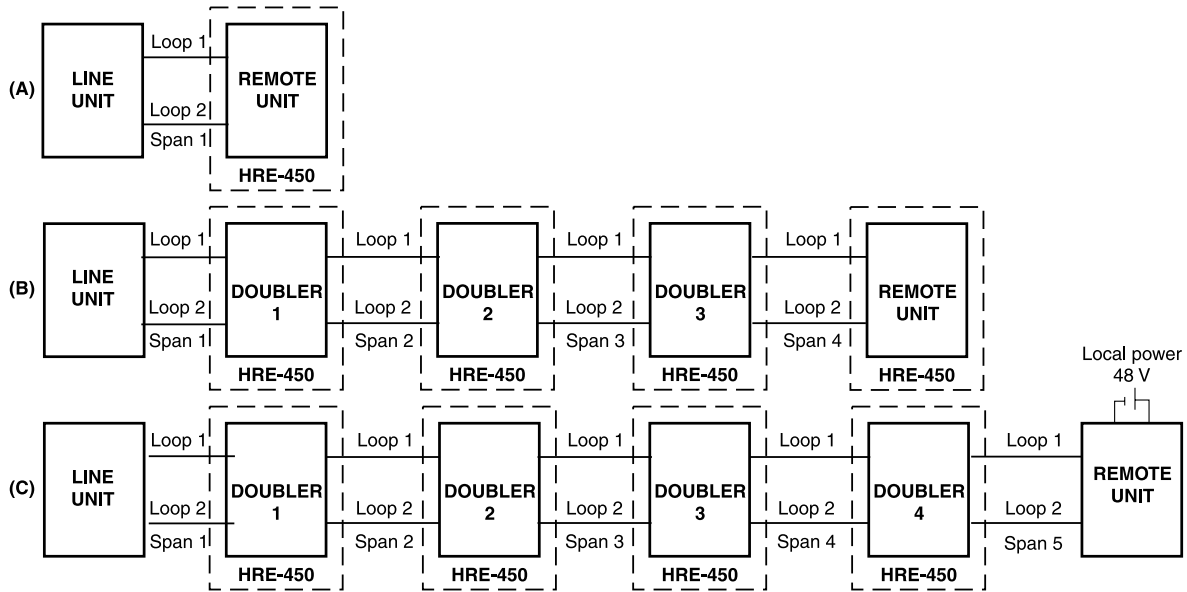 (A)
LINE
UNIT
Loop 1
Loop 2
Span 1
REMOTE
UNIT
HRE-450
(B)
LINE
UNIT
Loop 1
Loop 2
Span 1
DOUBLER
1
HRE-450
Loop 1
Loop 2
Span 2
DOUBLER
2
HRE-450
Loop 1
Loop 2
Span 3
DOUBLER
3
HRE-450
Loop 1
Loop 2
Span 4
REMOTE
UNIT
HRE-450
(C)
LINE
UNIT
Loop 1
Loop 2
Span 1
DOUBLER
1
HRE-450
Loop 1
Loop 2
Span 2
DOUBLER
2
HRE-450
Loop 1
Loop 2
Span 3
DOUBLER
3
HRE-450
Loop 1
Loop 2
Span 4
DOUBLER
4
HRE-450
Loop 1
Loop 2
Span 5
Local power
48 V
REMOTE
UNIT